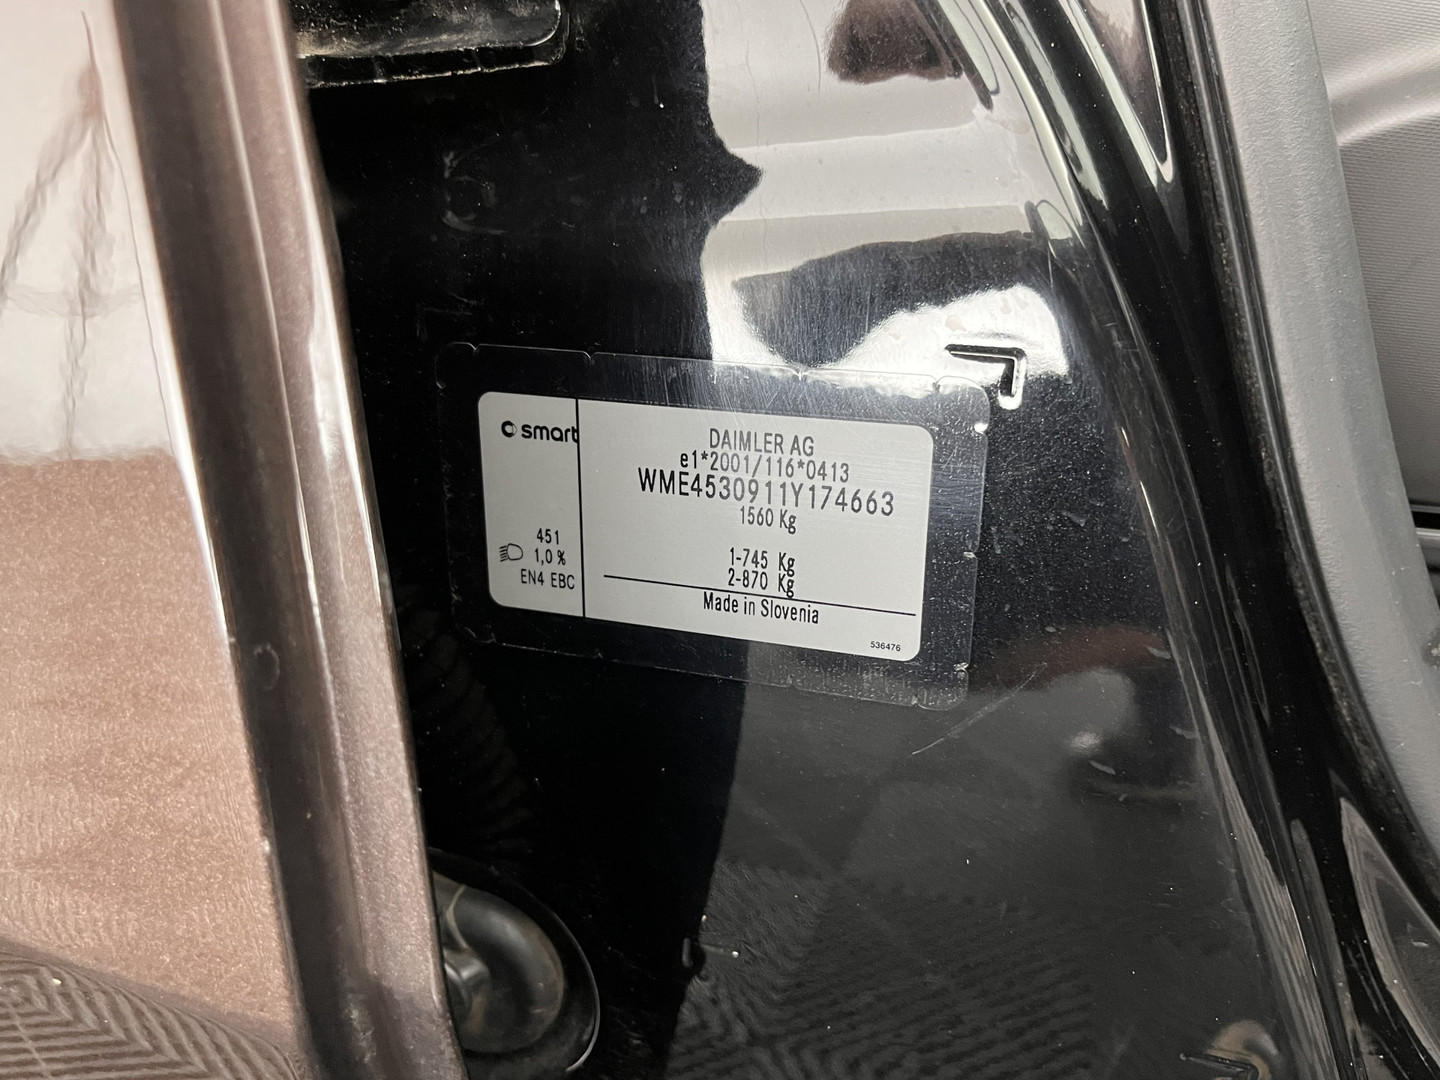 smart
451
1,0 %
EN4 EBC
DAIMLER AG
e1*2001/116*0413
WME4530911Y174663
1560 Kg
1-745 Kg
2-870 Kg
Made in Slovenia
536476